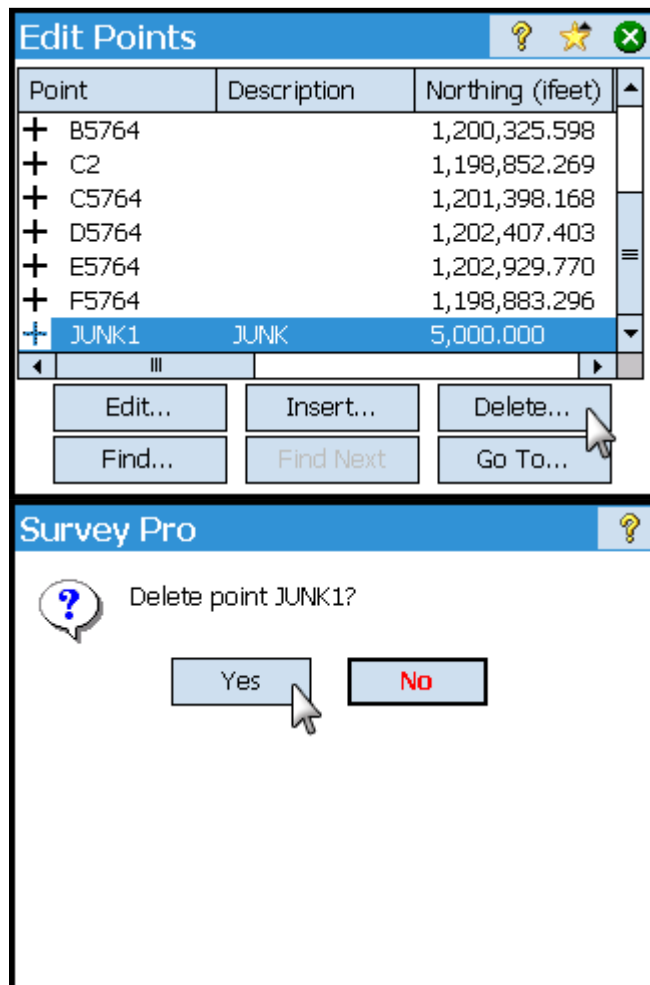 Edit Points
Point Description Northing (ifeet)
B5764 1,200,325.598
C2 1,198,852.269
C5764 1,201,398.168
D5764 1,202,407.403
E5764 1,202,929.770
F5764 1,198,883.296
JUNK1 JUNK 5,000.000
Edit... Insert... Delete...
Find... Find Next Go To...
Survey Pro
Delete point JUNK1?
Yes No